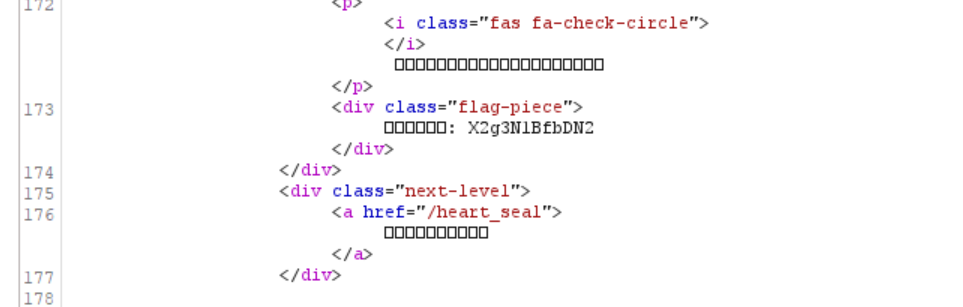 172 <p>
<i class="fas fa-check-circle">
</i>
□□□□□□□□□□□□□□□□□□□□
</p>
173 <div class="flag-piece">
□□□□□□: X2g3NlBfbDN2
</div>
174 </div>
175 <div class="next-level">
176 <a href="/heart_seal">
□□□□□□□□□□
</a>
177 </div>
178